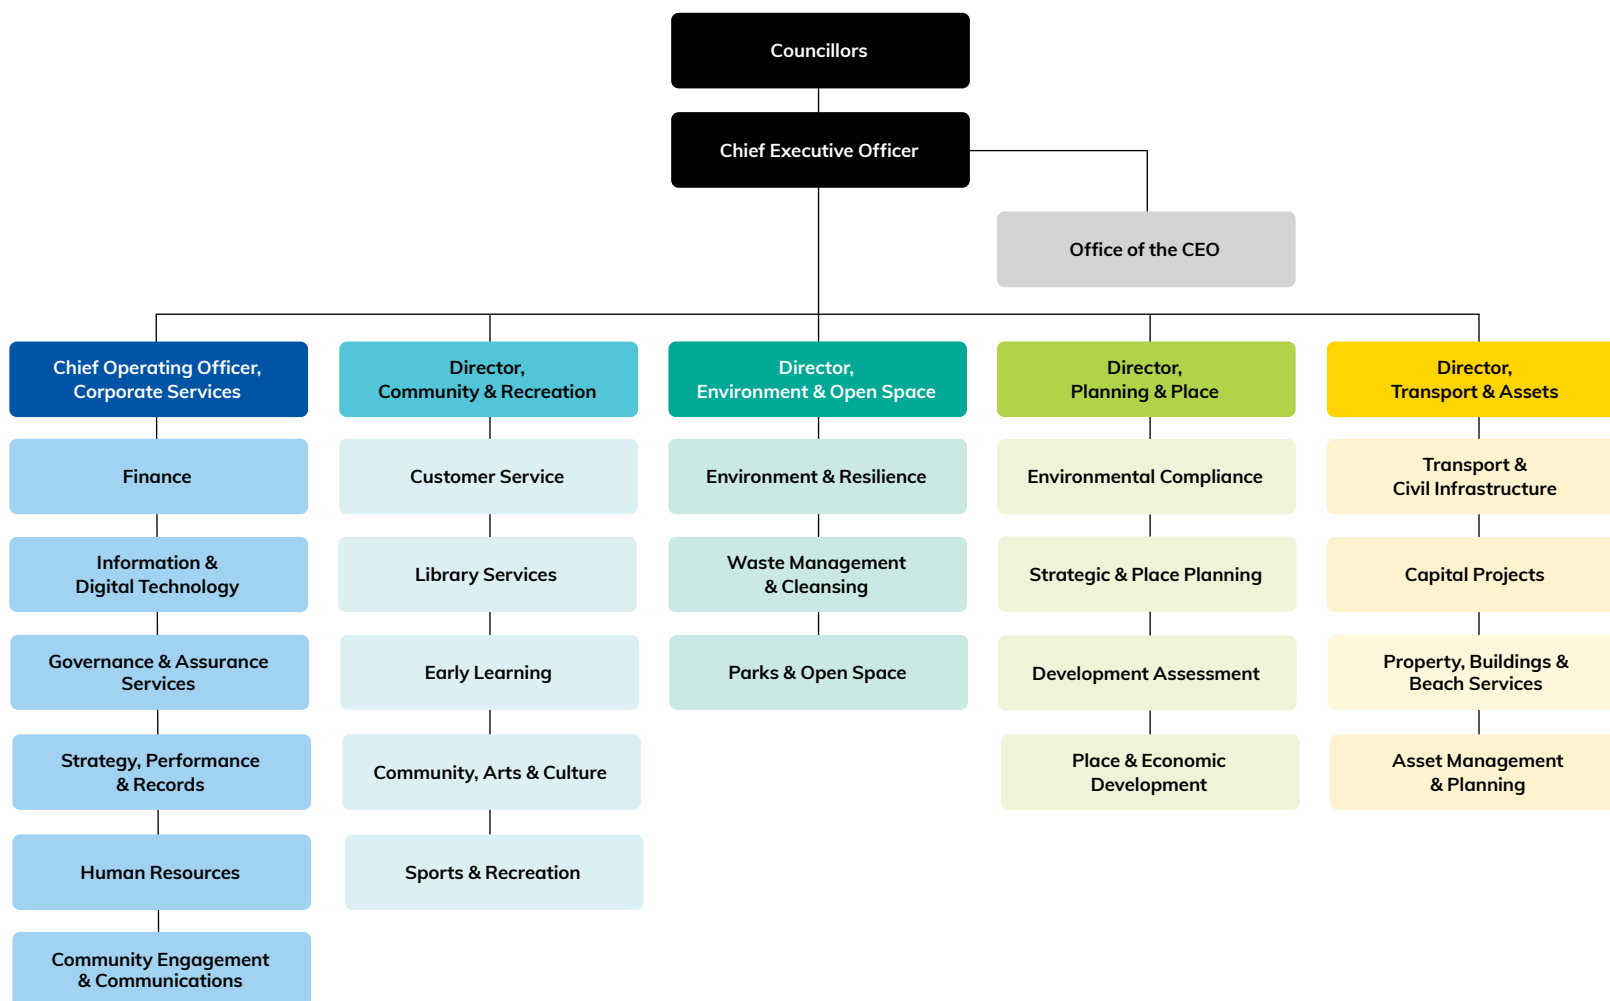 Councillors
Chief Executive Officer
Office of the CEO
Chief Operating Officer,
Corporate Services
Finance
Information &
Digital Technology
Governance & Assurance
Services
Strategy, Performance
& Records
Human Resources
Community Engagement
& Communications
Director,
Community & Recreation
Customer Service
Library Services
Early Learning
Community, Arts & Culture
Sports & Recreation
Director,
Environment & Open Space
Environment & Resilience
Waste Management
& Cleansing
Parks & Open Space
Director,
Planning & Place
Environmental Compliance
Strategic & Place Planning
Development Assessment
Place & Economic
Development
Director,
Transport & Assets
Transport &
Civil Infrastructure
Capital Projects
Property, Buildings &
Beach Services
Asset Management
& Planning